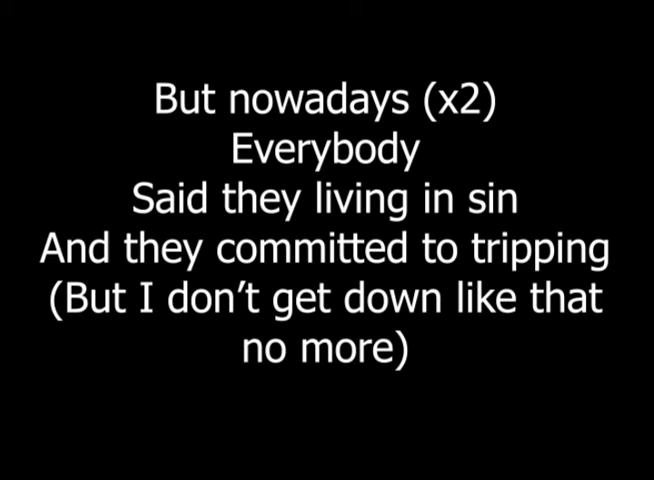 But nowadays (x2)
Everybody
Said they living in sin
And they committed to tripping
(But I don't get down like that
no more)